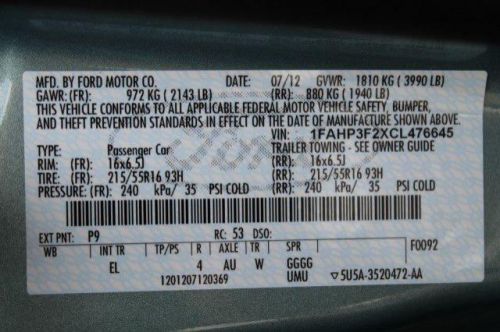 MFD. BY FORD MOTOR CO. DATE: 07/12 GVWR: 1810 KG ( 3990 LB)
GAWR: (FR) 972 KG ( 2143 LB) (RR): 880 KG ( 1940 LB)
THIS VEHICLE CONFORMS TO ALL APPLICABLE FEDERAL MOTOR VEHICLE SAFETY, BUMPER,
AND THEFT PREVENTION STANDARDS IN EFFECT ON THE DATE OF MANUFACTURE SHOWN ABOVE.
VIN: 1FAHP3F2XCL476645
TYPE: Passenger Car TRAILER TOWING - SEE OWNER GUIDE
RIM: (FR) 16x6.5J (RR): 16x6.5J
TIRE: (FR) 215/55R16 93H (RR): 215/55R16 93H
PRESSURE: (FR): 240 kPa/ 35 PSI COLD (RR): 240 kPa/ 35 PSI COLD
EXT PNT: P9 RC: 53 DSO: F0092
WB INT TR TP/PS R AXLE TR SPR
EL 4 AU W GGGG
1201207120369 UMU ▽5U5A-3520472-AA